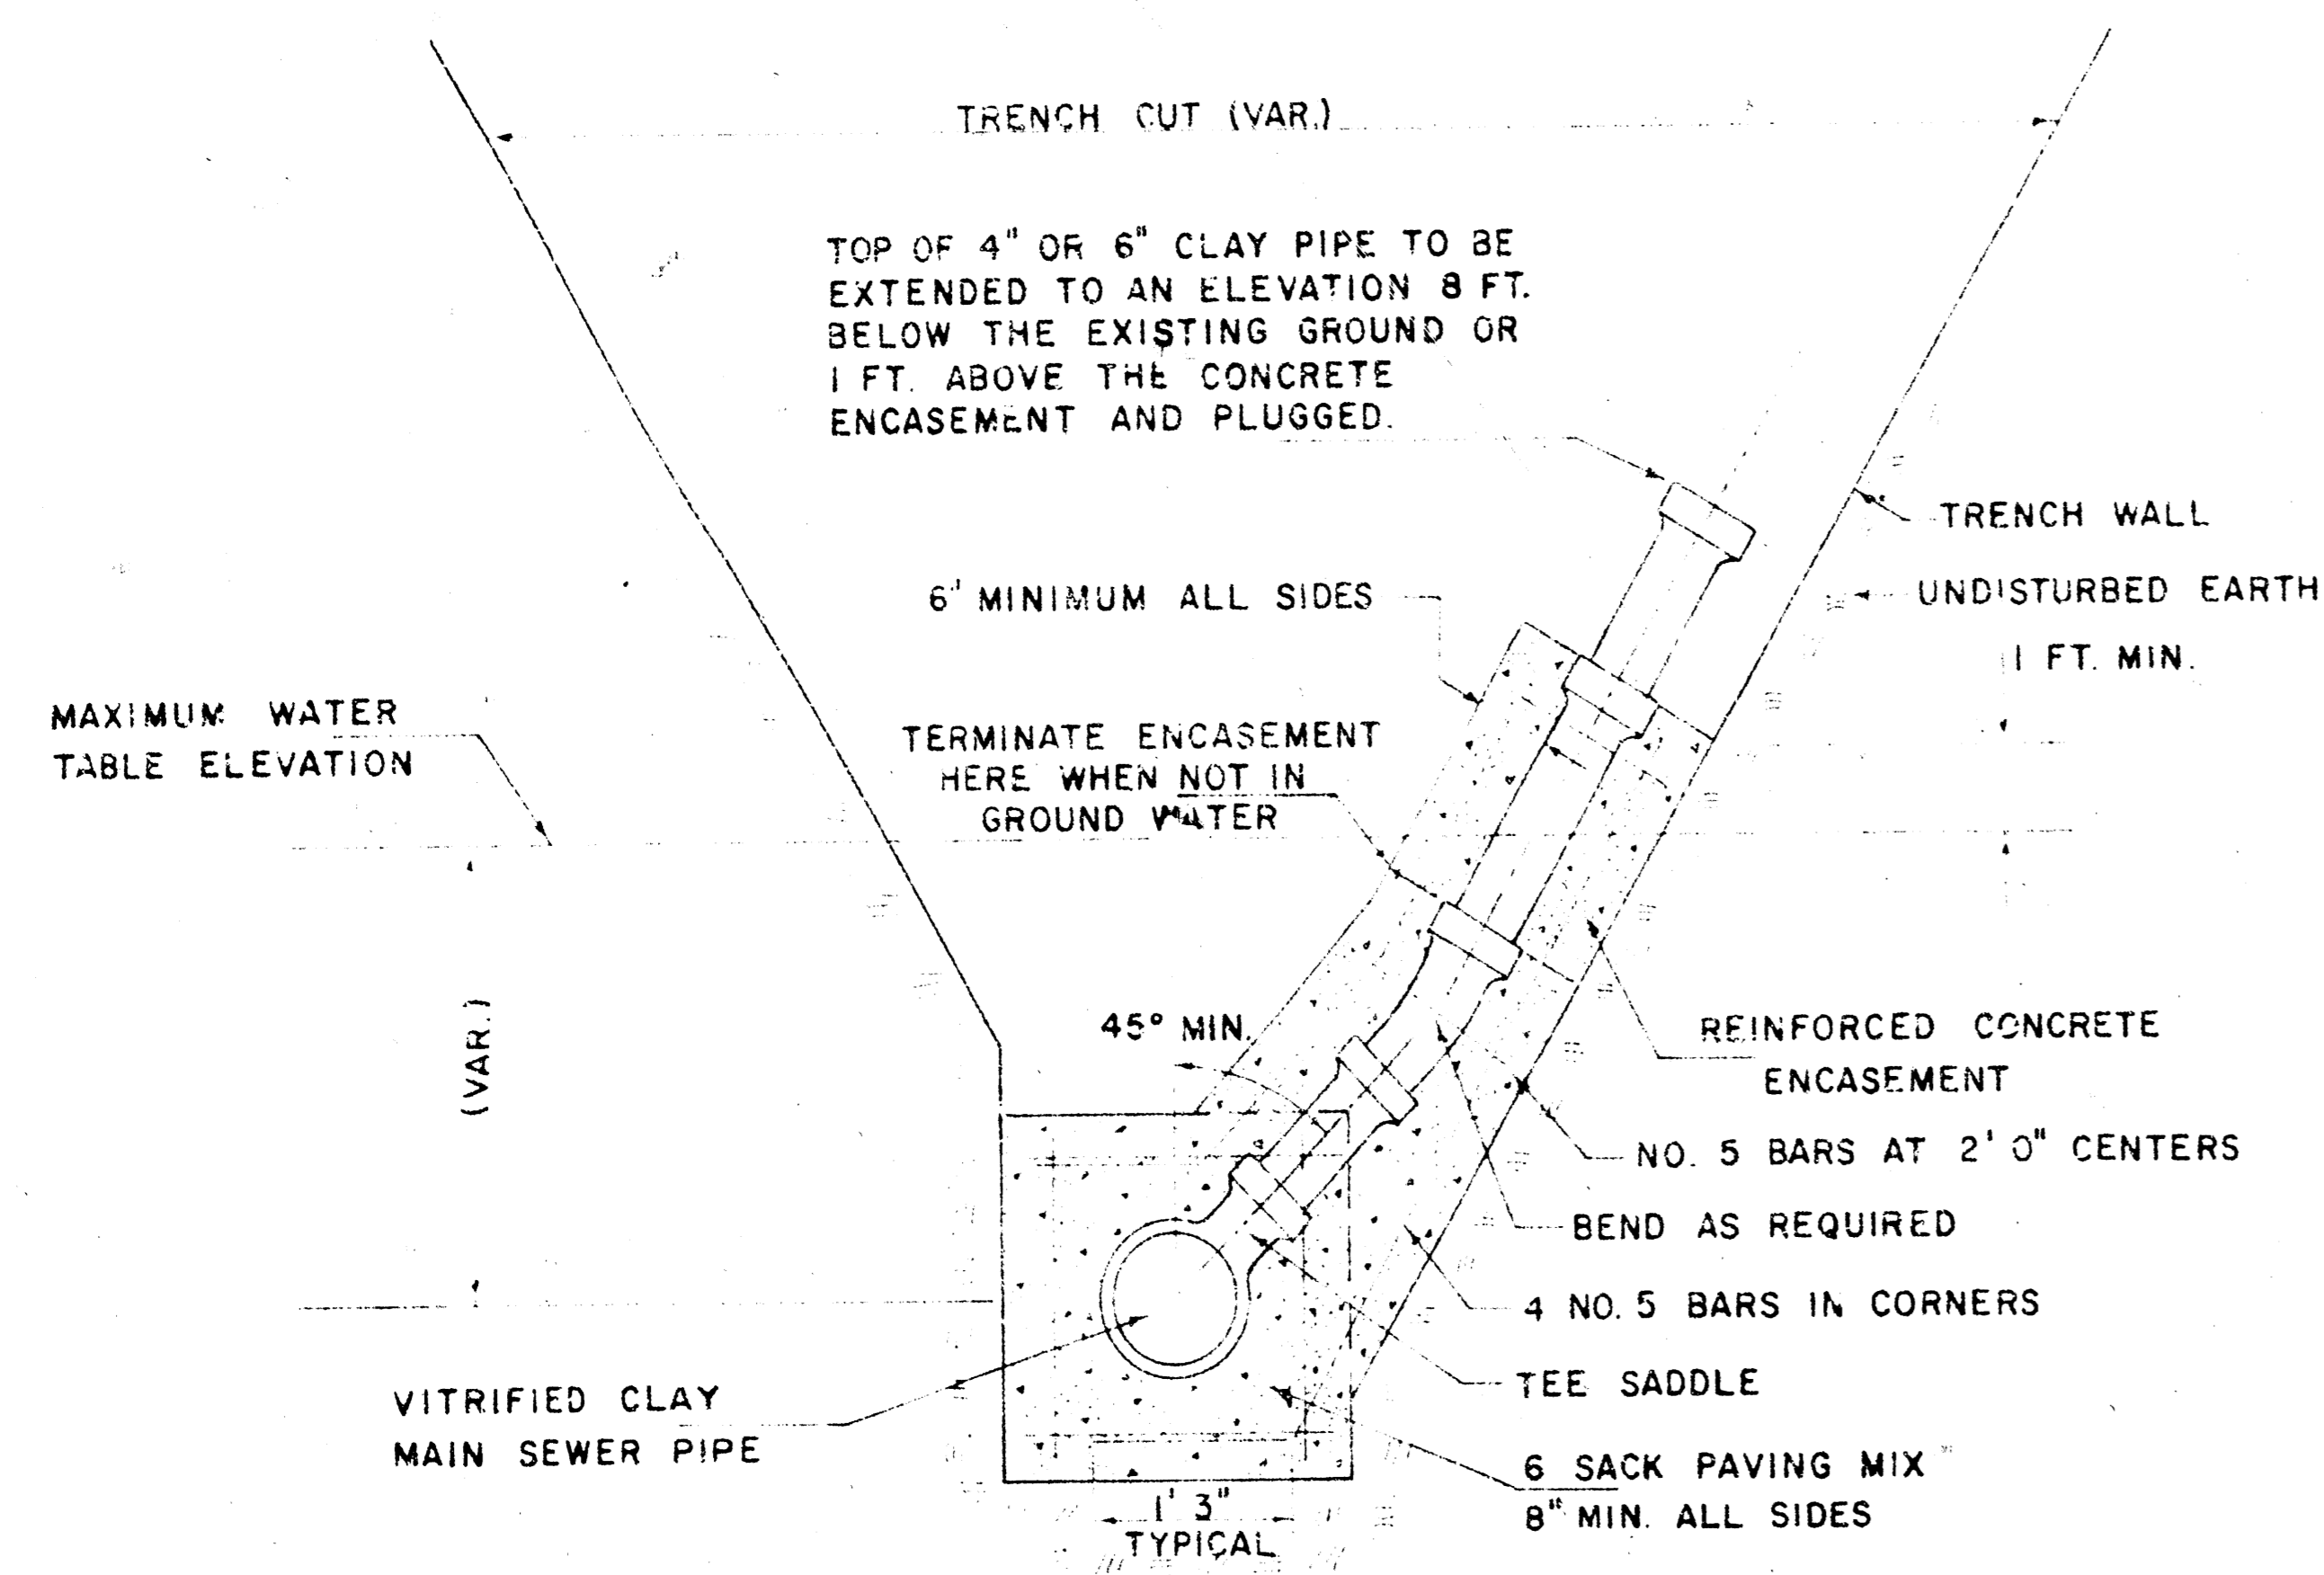 TRENCH CUT (VAR.)
TOP OF 4" OR 6" CLAY PIPE TO BE
EXTENDED TO AN ELEVATION 8 FT.
BELOW THE EXISTING GROUND OR
1 FT. ABOVE THE CONCRETE
ENCASEMENT AND PLUGGED.
TRENCH WALL
6' MINIMUM ALL SIDES
UNDISTURBED EARTH
1 FT. MIN.
MAXIMUM WATER
TABLE ELEVATION
TERMINATE ENCASEMENT
HERE WHEN NOT IN
GROUND WATER
(VAR.)
45° MIN.
REINFORCED CONCRETE
ENCASEMENT
NO. 5 BARS AT 2' 0" CENTERS
BEND AS REQUIRED
4 NO. 5 BARS IN CORNERS
TEE SADDLE
VITRIFIED CLAY
MAIN SEWER PIPE
6 SACK PAVING MIX
8" MIN. ALL SIDES
1' 3"
TYPICAL